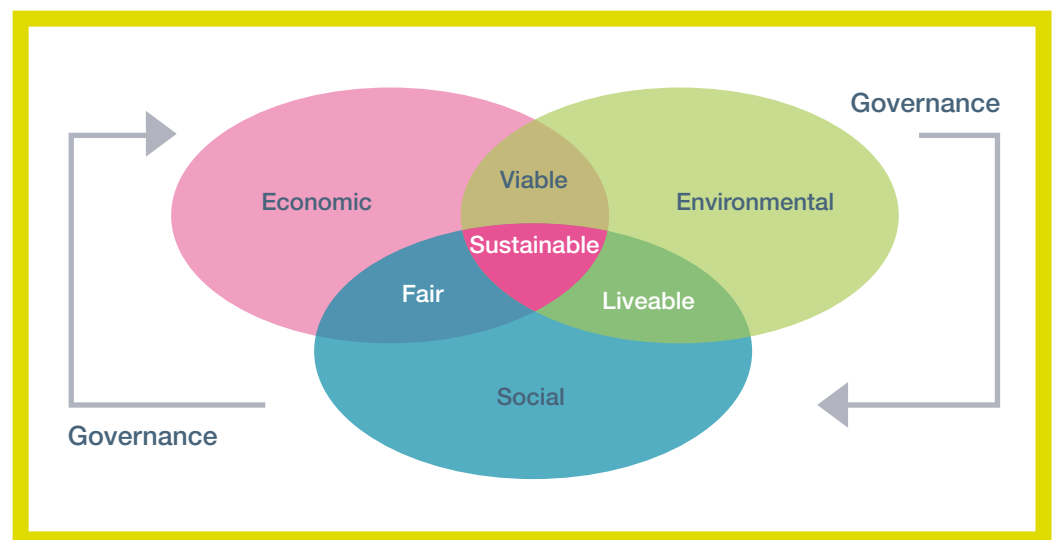 Governance
Viable
Economic
Environmental
Sustainable
Fair
Liveable
Social
Governance